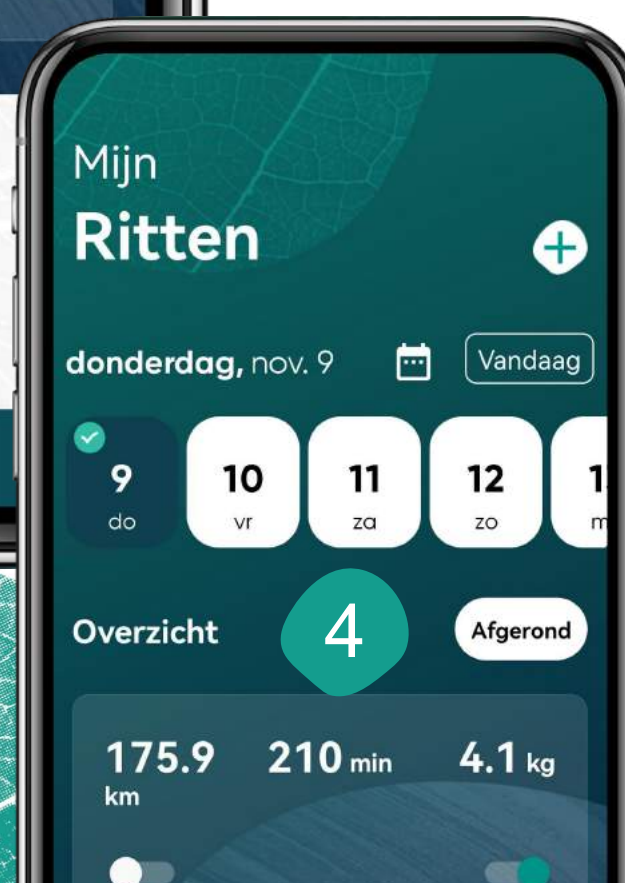 Mijn
Ritten
donderdag, nov. 9
Vandaag
9
do
10
vr
11
za
12
zo
Overzicht
4
Afgerond
175.9 km
210 min
4.1 kg